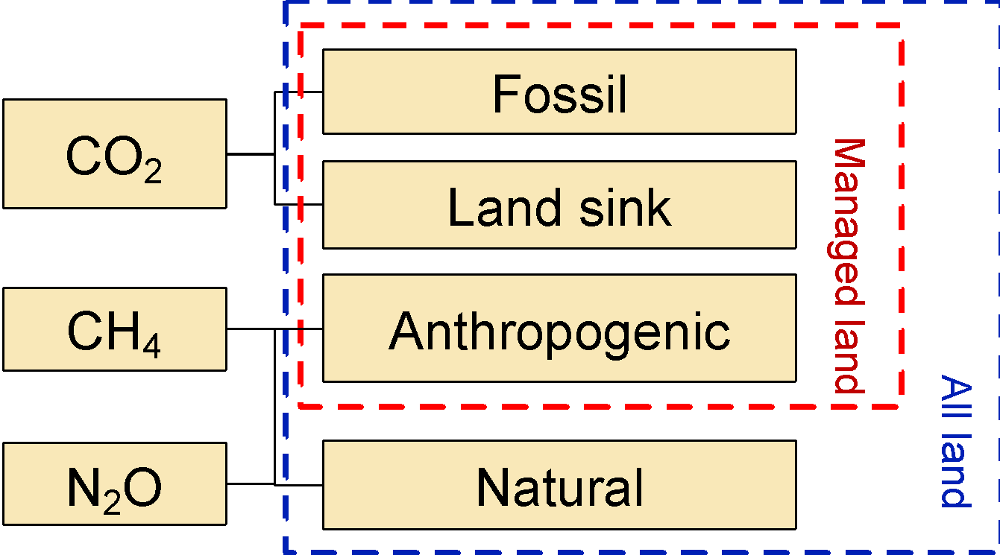 CO₂
CH₄
N₂O
Fossil
Land sink
Anthropogenic
Natural
Managed land
All land